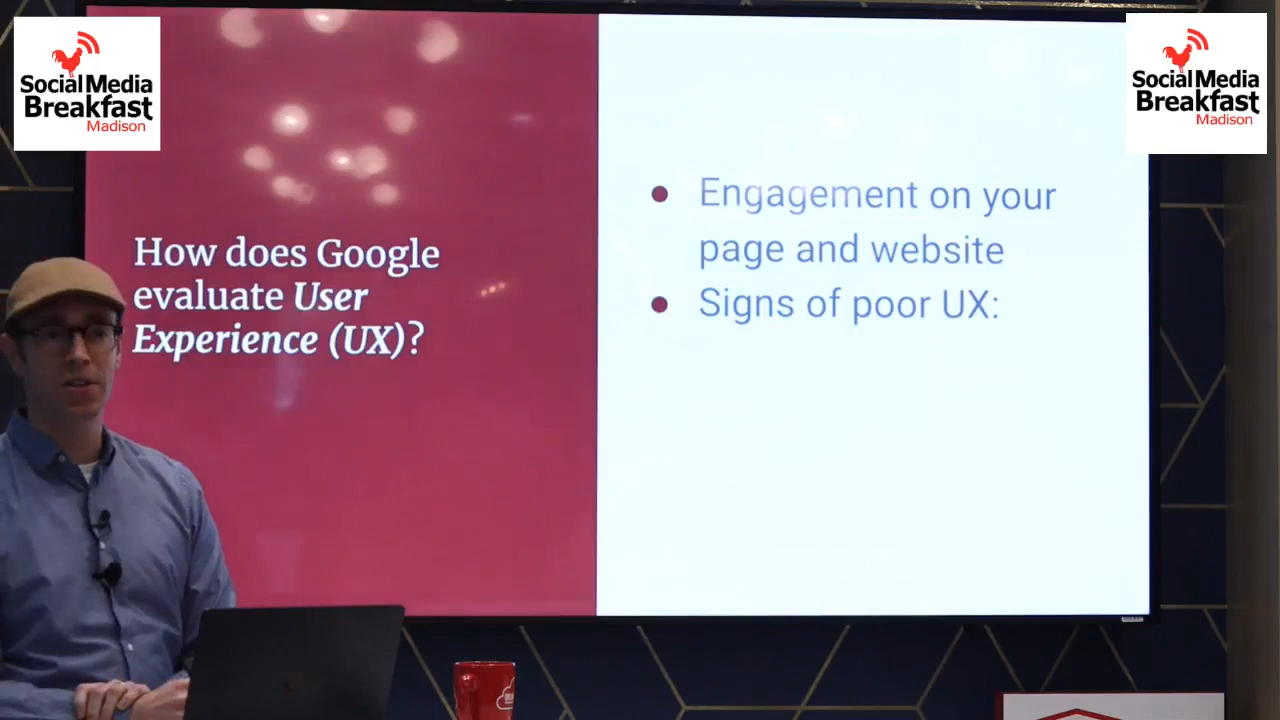 Social Media
Breakfast
Madison
Social Media
Breakfast
Madison
How does Google
evaluate User
Experience (UX)?
• Engagement on your
page and website
• Signs of poor UX: